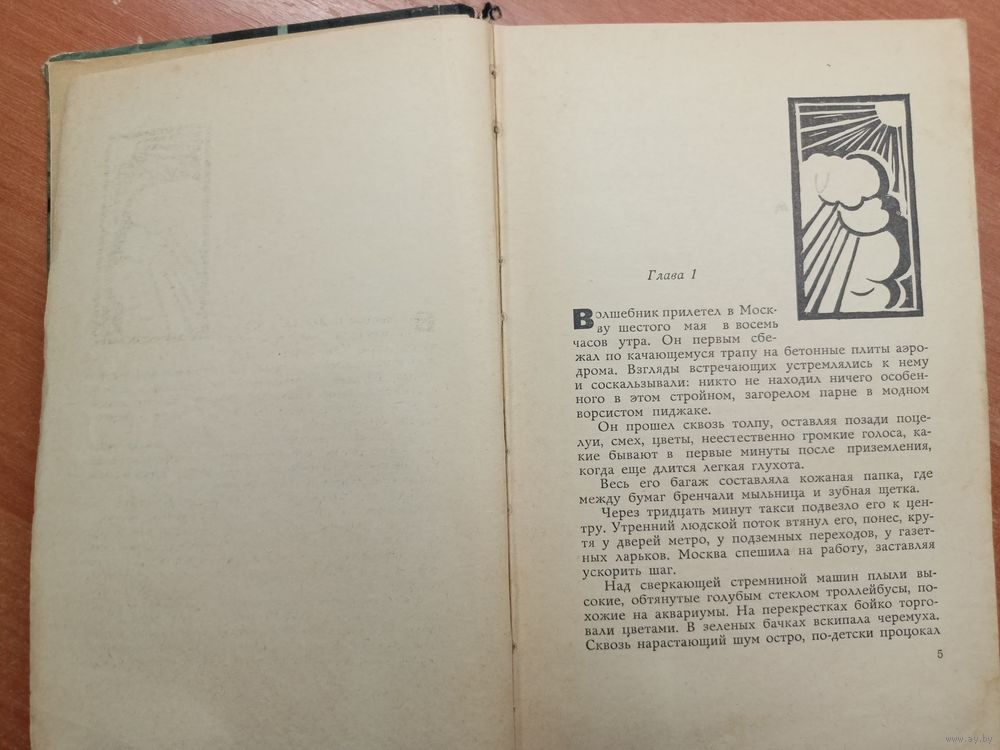 Глава 1
Волшебник прилетел в Моск-
ву шестого мая в восемь
часов утра. Он первым сбе-
жал по качающемуся трапу на бетонные плиты аэро-
дрома. Взгляды встречающих устремлялись к нему
и соскальзывали: никто не находил ничего особен-
ного в этом стройном, загорелом парне в модном
ворсистом пиджаке.
Он прошел сквозь толпу, оставляя позади поце-
луи, смех, цветы, неестественно громкие голоса, ка-
кие бывают в первые минуты после приземления,
когда еще длится легкая глухота.
Весь его багаж составляла кожаная папка, где
между бумаг бренчали мыльница и зубная щетка.
Через тридцать минут такси подвезло его к цен-
тру. Утренний людской поток втянул его, понес, кру-
тя у дверей метро, у подземных переходов, у газет-
ных ларьков. Москва спешила на работу, заставляя
ускорить шаг.
Над сверкающей стремниной машин плыли вы-
сокие, обтянутые голубым стеклом троллейбусы, по-
хожие на аквариумы. На перекрестках бойко торго-
вали цветами. В зеленых бачках вскипала черемуха.
Сквозь нарастающий шум остро, по-детски процокал
5
www.ay.by